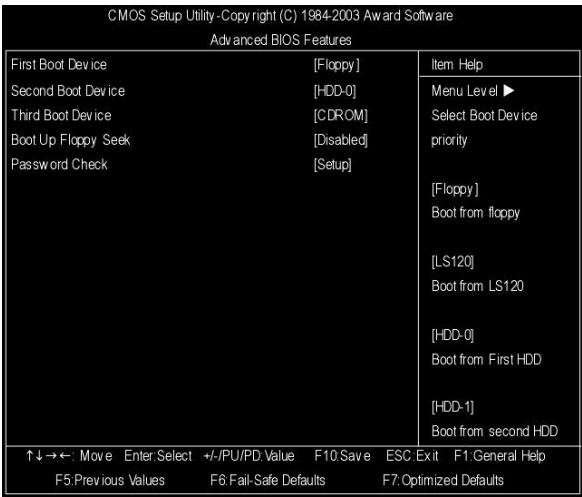 CMOS Setup Utility-Copyright (C) 1984-2003 Award Software
Advanced BIOS Features
First Boot Device [Floppy]
Second Boot Device [HDD-0]
Third Boot Device [CDROM]
Boot Up Floppy Seek [Disabled]
Password Check [Setup]
Item Help
Menu Level ▶
Select Boot Device
priority
[Floppy]
Boot from floppy
[LS120]
Boot from LS120
[HDD-0]
Boot from First HDD
[HDD-1]
Boot from second HDD
↑↓→←: Move Enter:Select +/-/PU/PD:Value F10:Save ESC:Exit F1:General Help
F5:Previous Values F6:Fail-Safe Defaults F7:Optimized Defaults